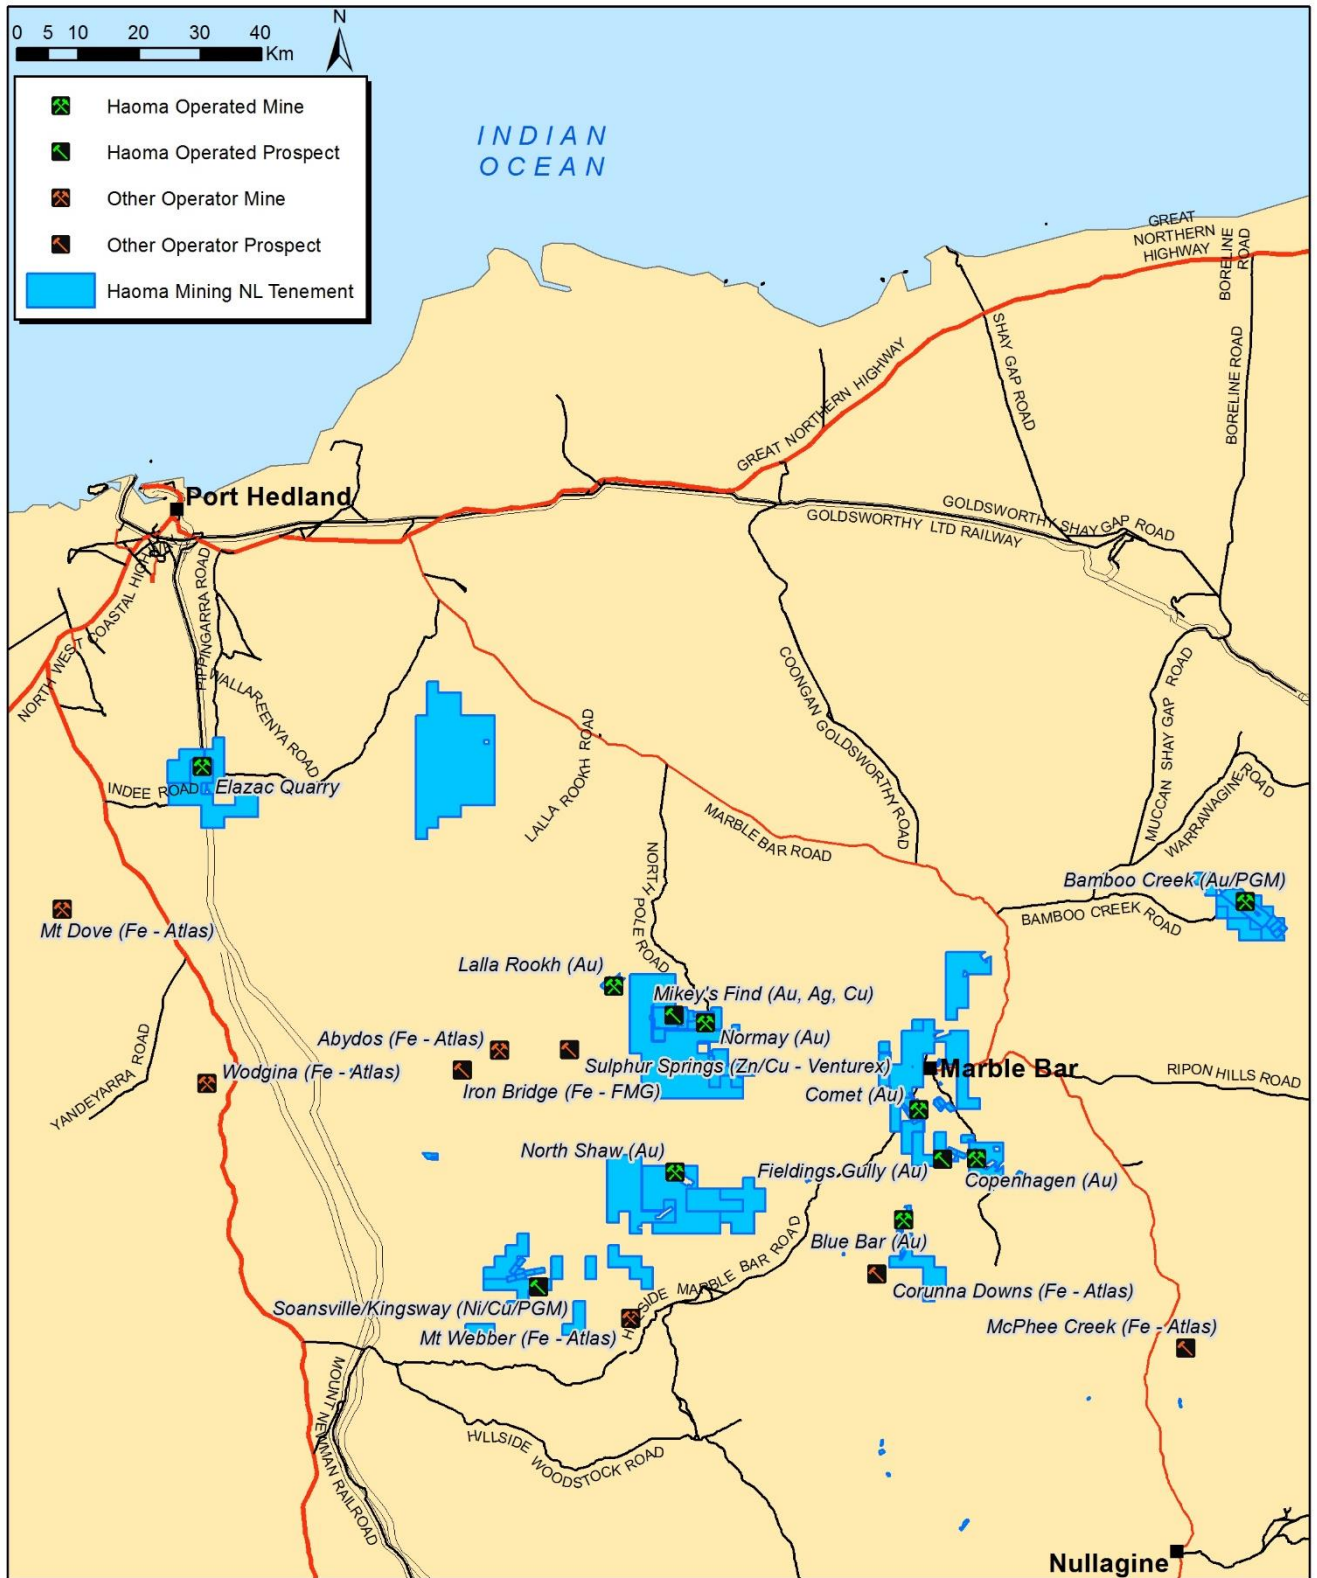 0 5 10 20 30 40
Km
N
Haoma Operated Mine
Haoma Operated Prospect
Other Operator Mine
Other Operator Prospect
Haoma Mining NL Tenement
INDIAN
OCEAN
GREAT
NORTHERN
HIGHWAY
BORELINE
ROAD
SHAY GAP ROAD
BORELINE ROAD
GREAT NORTHERN HIGHWAY
Port Hedland
GOLDSWORTHY SHAY GAP ROAD
GOLDSWORTHY LTD RAILWAY
NORTH WEST COASTAL HIGHWAY
PIPPINGARRA ROAD
WALLAREENYA ROAD
COONGAN GOLDSWORTHY ROAD
MUCCAN SHAY GAP ROAD
WARRAWAGINE
ROAD
LALLA ROOKH ROAD
INDEE ROAD
Elazac Quarry
MARBLE BAR ROAD
NORTH
POLE ROAD
Bamboo Creek (Au/PGM)
BAMBOO CREEK ROAD
Mt Dove (Fe - Atlas)
Lalla Rookh (Au)
Mikey's Find (Au, Ag, Cu)
Normay (Au)
Abydos (Fe - Atlas)
Sulphur Springs (Zn/Cu - Venturex)
Marble Bar
Wodgina (Fe - Atlas)
YANDEYARRA ROAD
Iron Bridge (Fe - FMG)
Comet (Au)
RIPON HILLS ROAD
North Shaw (Au)
Fieldings Gully (Au)
Copenhagen (Au)
Blue Bar (Au)
HILLSIDE MARBLE BAR ROAD
Corunna Downs (Fe - Atlas)
Soansville/Kingsway (Ni/Cu/PGM)
Mt Webber (Fe - Atlas)
McPhee Creek (Fe - Atlas)
MOUNT NEWMAN RAILROAD
HILLSIDE
WOODSTOCK ROAD
Nullagine